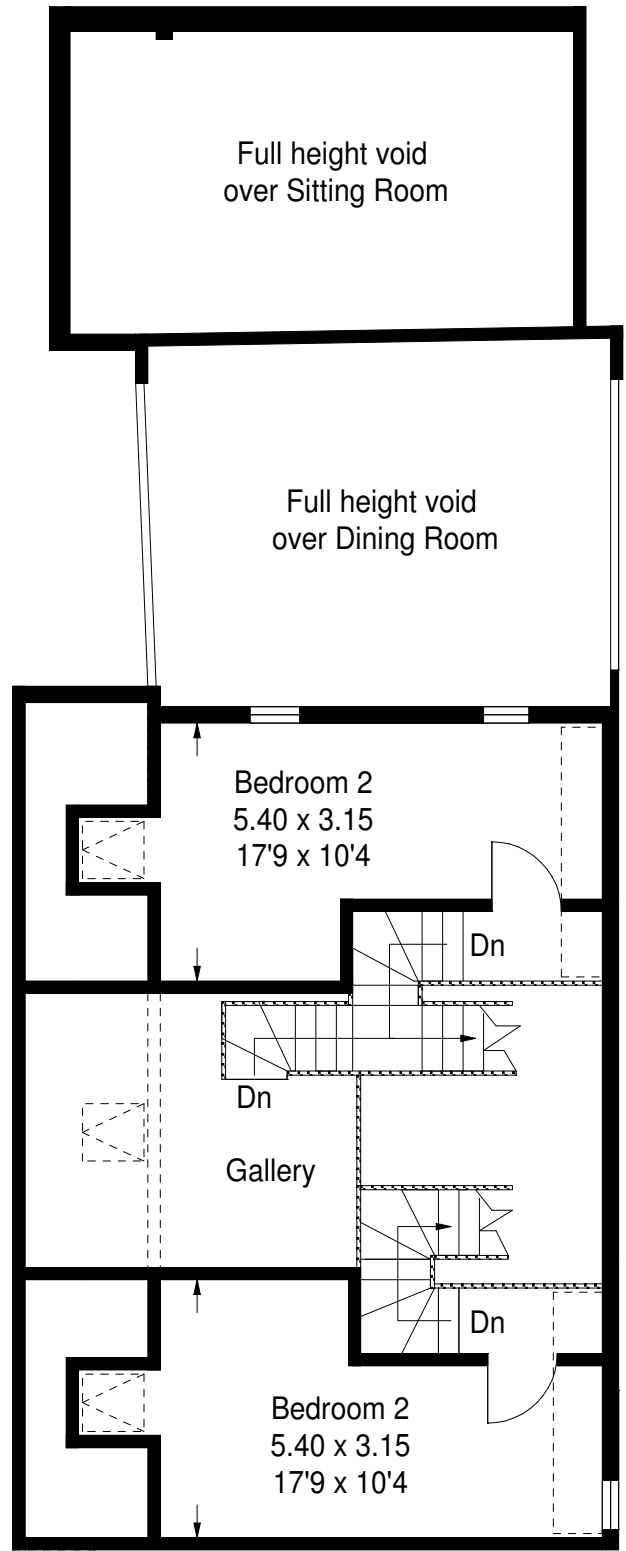 Full height void
over Sitting Room
Full height void
over Dining Room
Bedroom 2
5.40 x 3.15
17'9 x 10'4
Dn
Dn
Gallery
Dn
Bedroom 2
5.40 x 3.15
17'9 x 10'4